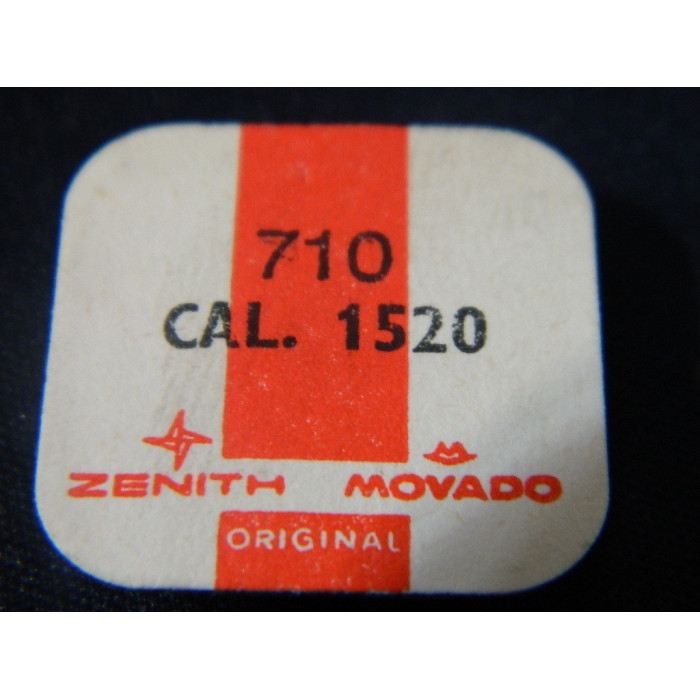 710
CAL. 1520
ZENITH MOVADO
ORIGINAL